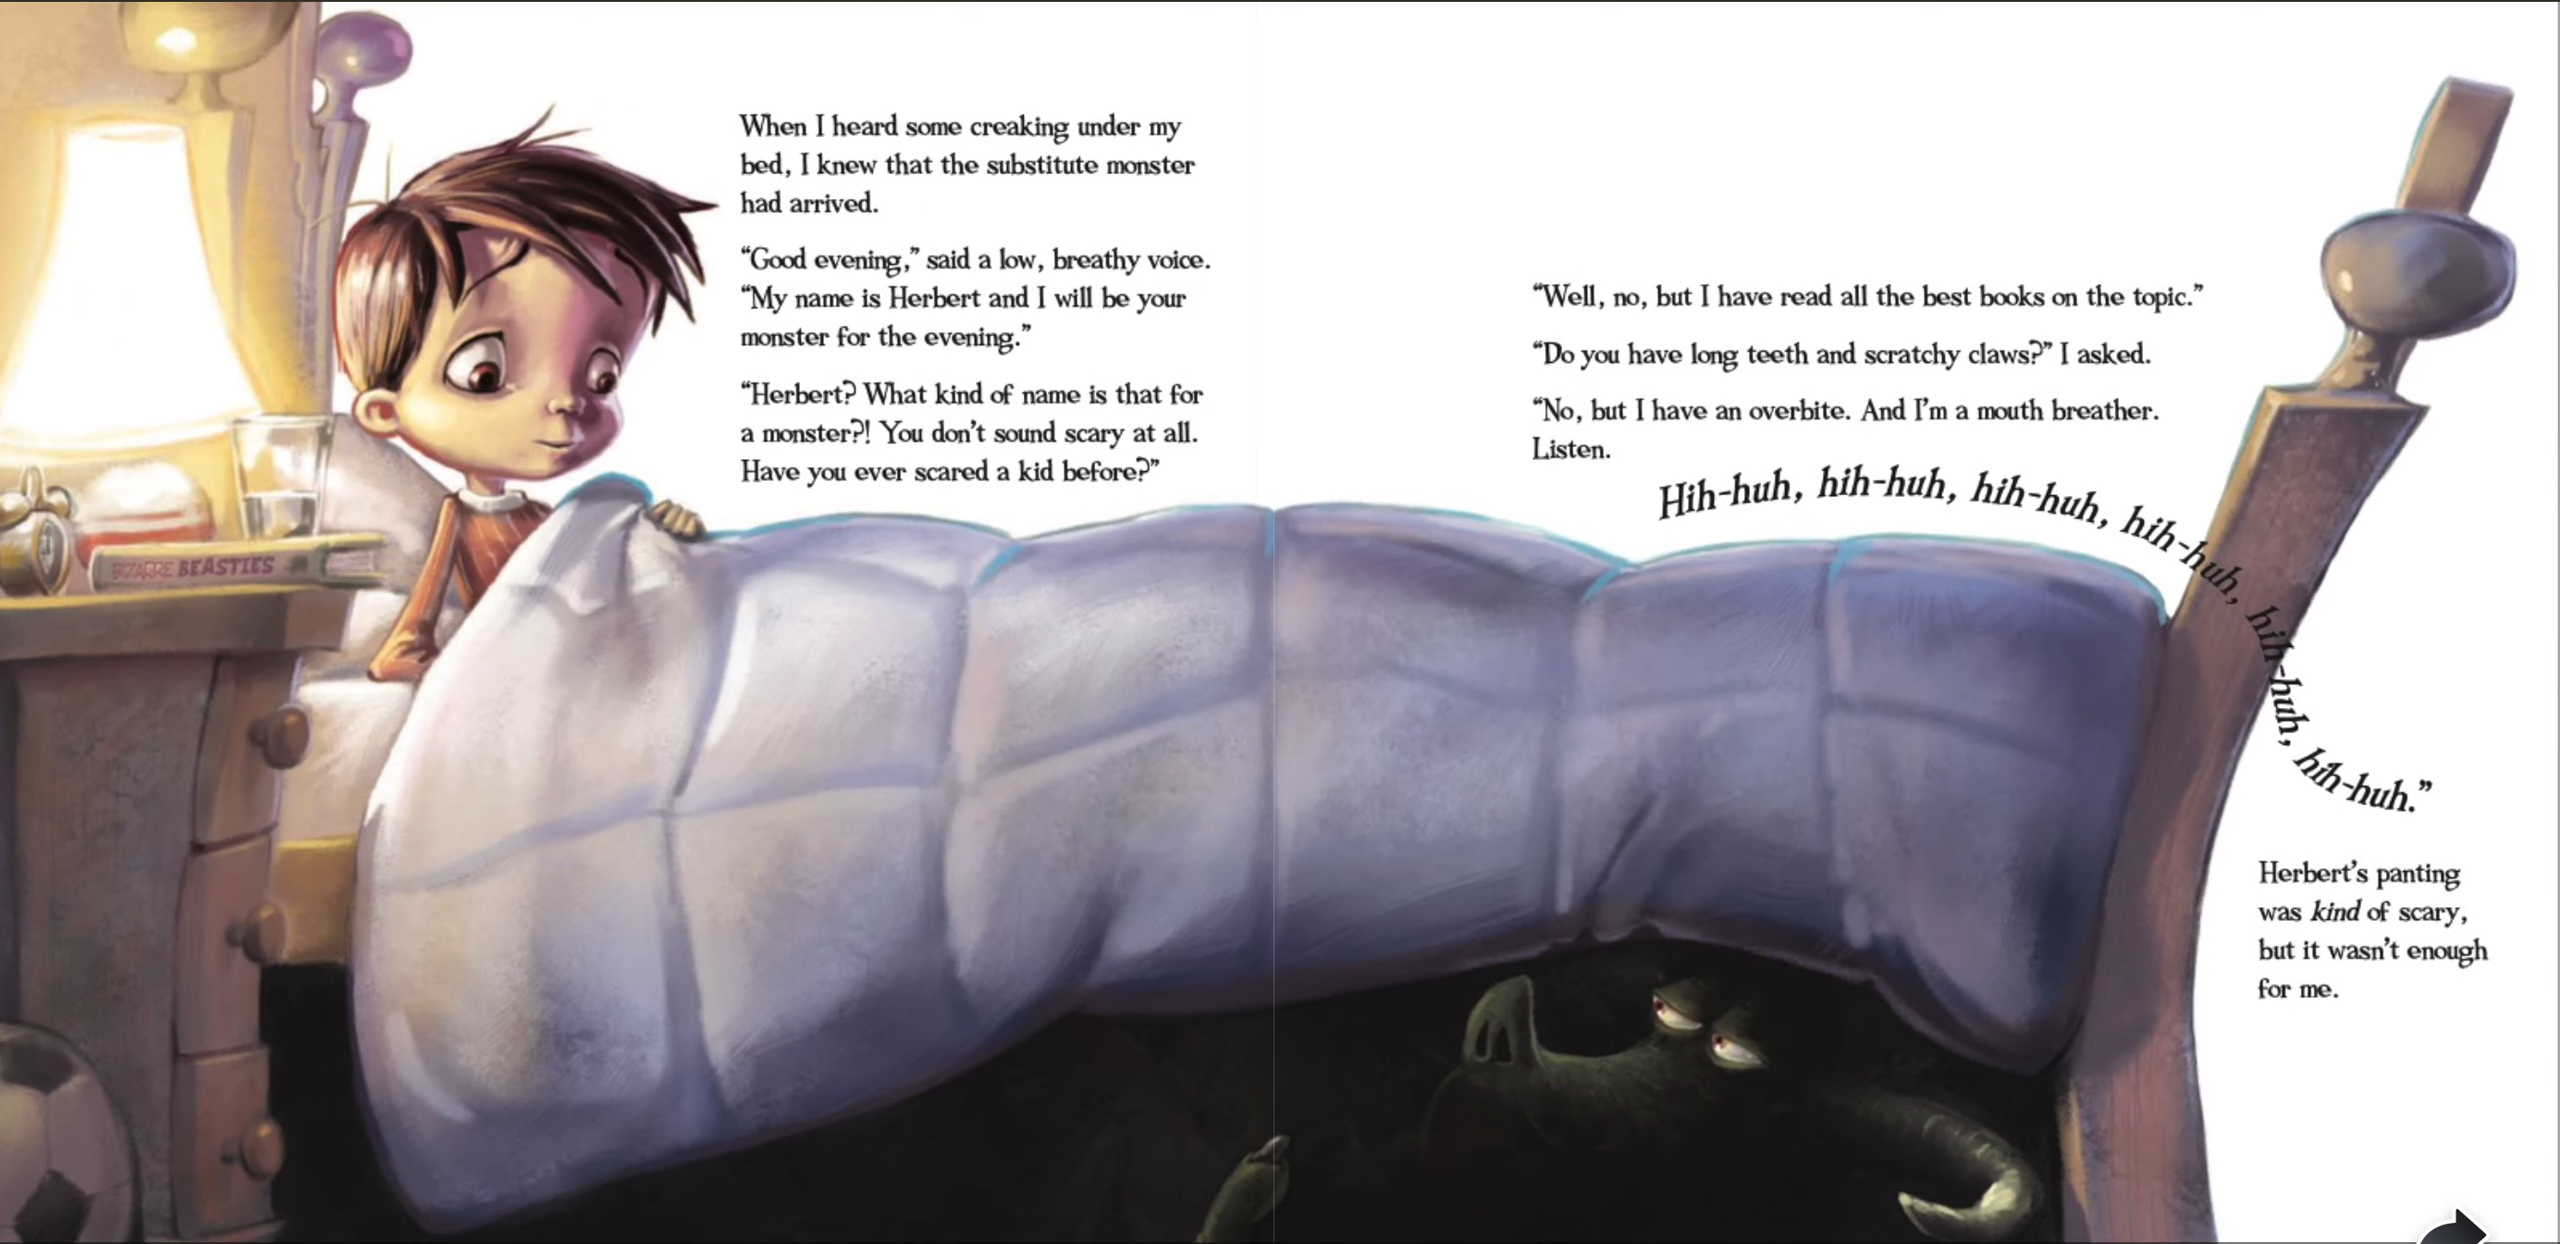 When I heard some creaking under my
bed, I knew that the substitute monster
had arrived.
“Good evening,” said a low, breathy voice.
“My name is Herbert and I will be your
monster for the evening.”
“Herbert? What kind of name is that for
a monster?! You don’t sound scary at all.
Have you ever scared a kid before?”
BIZARRE BEASTIES
“Well, no, but I have read all the best books on the topic.”
“Do you have long teeth and scratchy claws?” I asked.
“No, but I have an overbite. And I’m a mouth breather.
Listen.
Hih-huh, hih-huh, hih-huh, hih-huh, hih-huh, hih-huh.”
Herbert’s panting
was kind of scary,
but it wasn’t enough
for me.